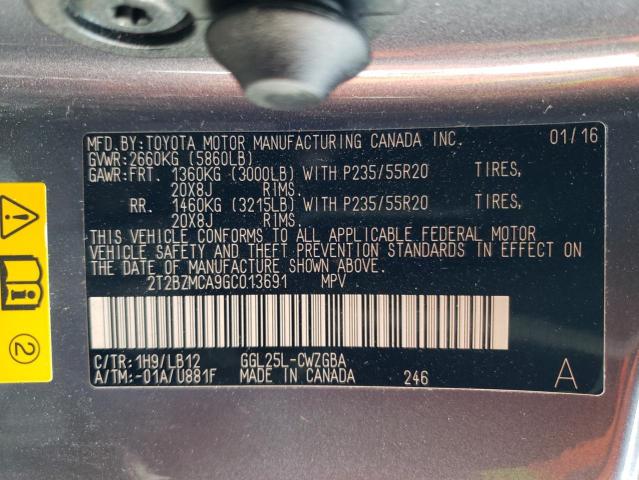 MFD.BY:TOYOTA MOTOR MANUFACTURING CANADA INC. 01/16
GVWR:2660KG (5860LB)
GAWR:FRT. 1360KG (3000LB) WITH P235/55R20 TIRES,
20X8J RIMS.
RR. 1460KG (3215LB) WITH P235/55R20 TIRES,
20X8J RIMS.
THIS VEHICLE CONFORMS TO ALL APPLICABLE FEDERAL MOTOR
VEHICLE SAFETY AND THEFT PREVENTION STANDARDS IN EFFECT ON
THE DATE OF MANUFACTURE SHOWN ABOVE.
2T2BZMCA9GC013691 MPV
C/TR:1H9/LB12 GGL25L-CWZGBA
A/TM:-01A/U881F MADE IN CANADA 246 A
2